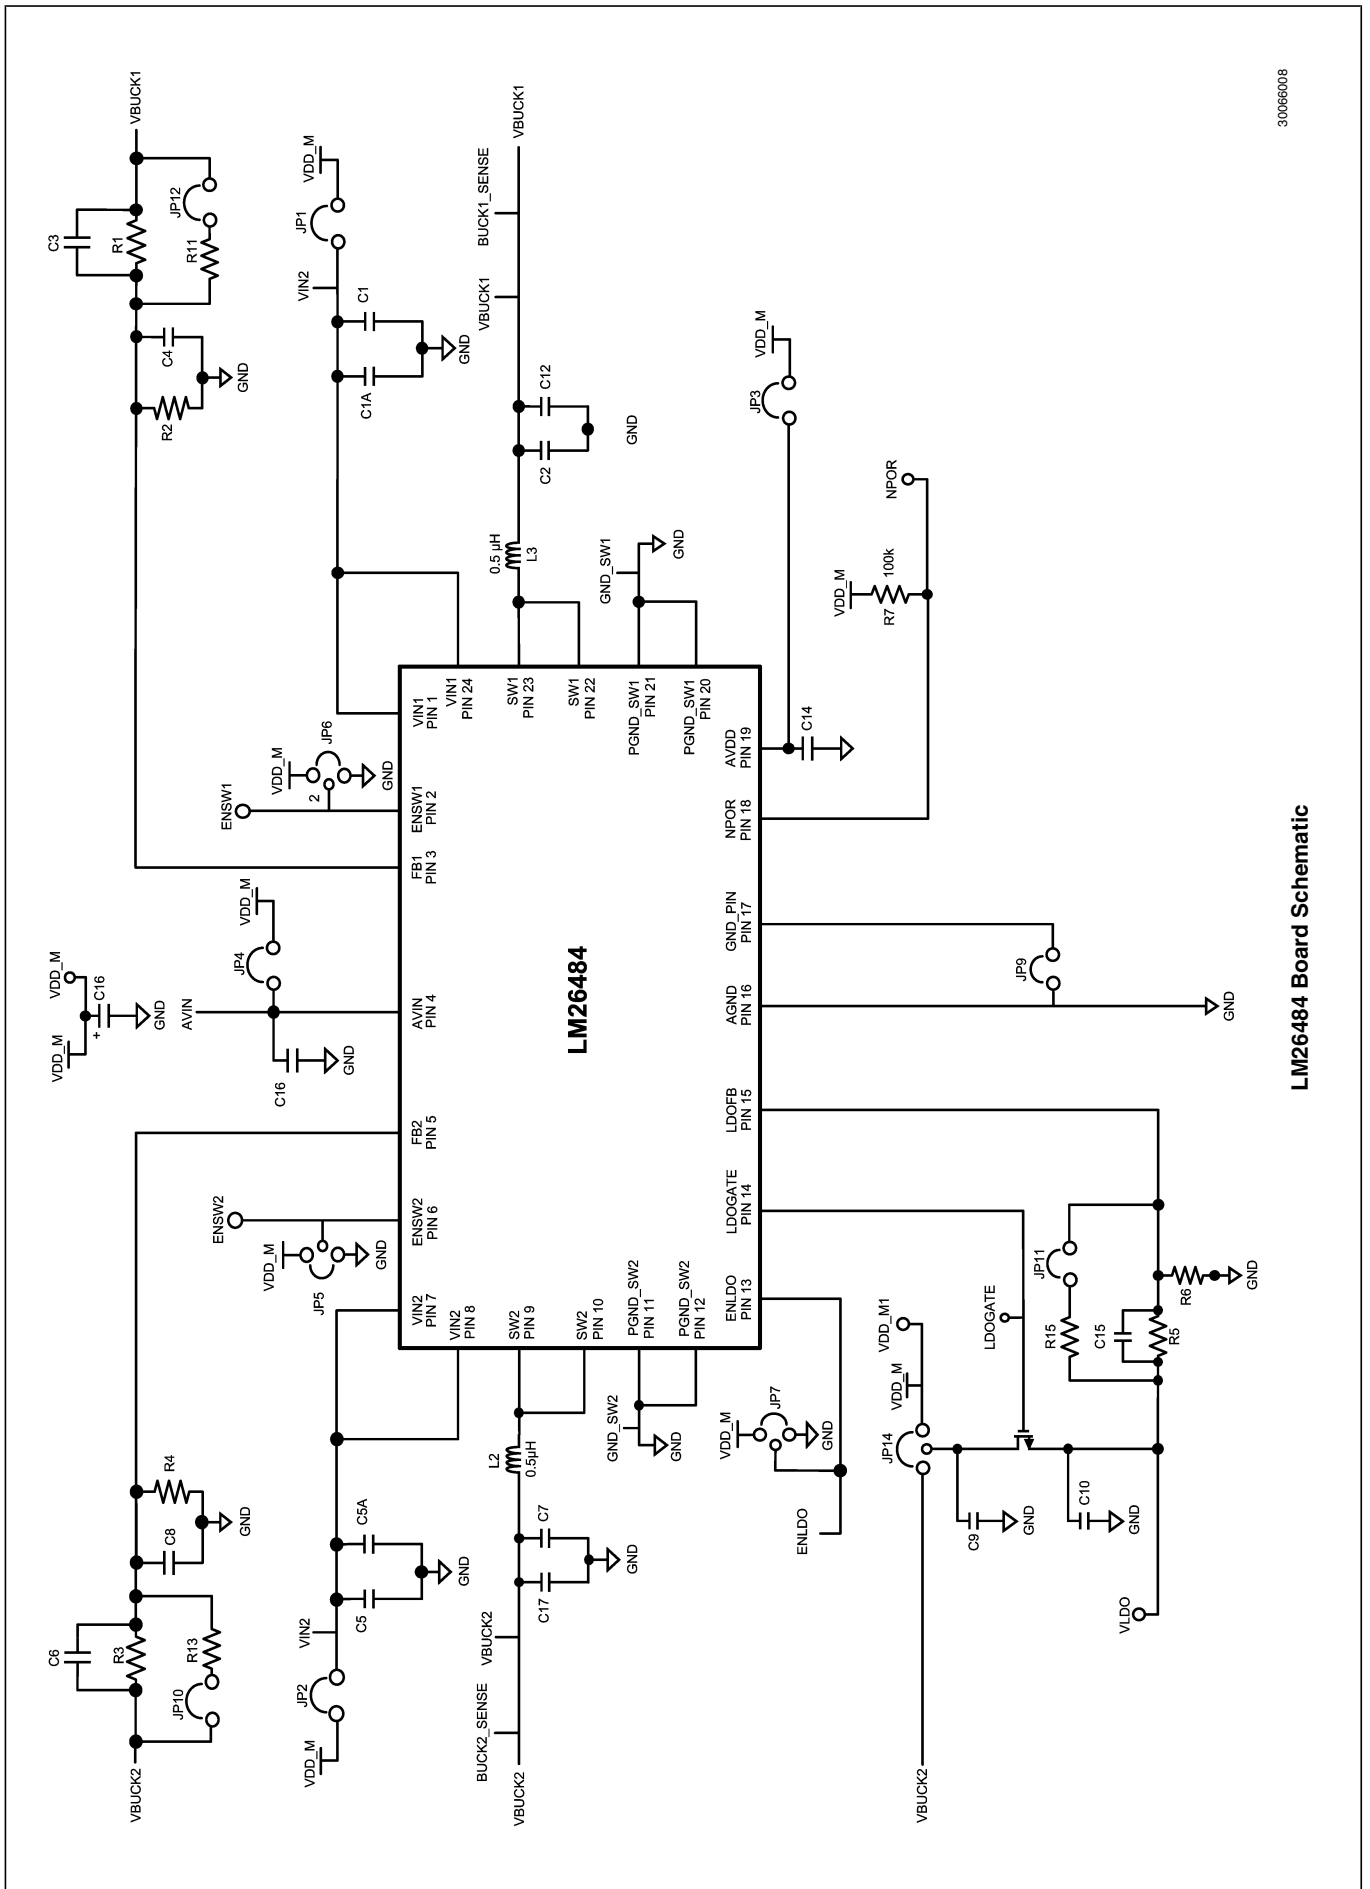 VBUCK2
C6
R3
JP10
R13
C8
R4
GND
VDD_M
JP2
VIN2
C5
C5A
GND
VIN2
PIN 7
VIN2
PIN 8
BUCK2_SENSE
VBUCK2
VBUCK2
C17
C7
GND
L2
0.5µH
SW2
PIN 9
SW2
PIN 10
GND_SW2
GND
PGND_SW2
PIN 11
PGND_SW2
PIN 12
ENSW2
VDD_M
JP5
GND
ENSW2
PIN 6
FB2
PIN 5
VDD_M
VDD_M
+
C16
GND
AVIN
JP4
VDD_M
C16
GND
AVIN
PIN 4
FB1
PIN 3
ENSW1
VDD_M
2
JP6
GND
ENSW1
PIN 2
VIN1
PIN 1
VIN1
PIN 24
R2
C4
GND
C3
R1
R11
JP12
VBUCK1
C1A
C1
GND
VIN2
JP1
VDD_M
SW1
PIN 23
SW1
PIN 22
0.5 µH
L3
C2
C12
GND
VBUCK1
BUCK1_SENSE
VBUCK1
PGND_SW1
PIN 21
PGND_SW1
PIN 20
GND_SW1
GND
LM26484
AVDD
PIN 19
C14
JP3
VDD_M
NPOR
PIN 18
VDD_M
R7
100k
NPOR
GND_PIN
PIN 17
AGND
PIN 16
JP9
GND
LDOFB
PIN 15
LDOGATE
PIN 14
ENLDO
PIN 13
VDD_M
JP7
GND
ENLDO
VBUCK2
JP14
VDD_M
VDD_M1
LDOGATE
C9
GND
C10
GND
VLDO
R15
JP11
C15
R5
R6
GND
LM26484 Board Schematic
30066008